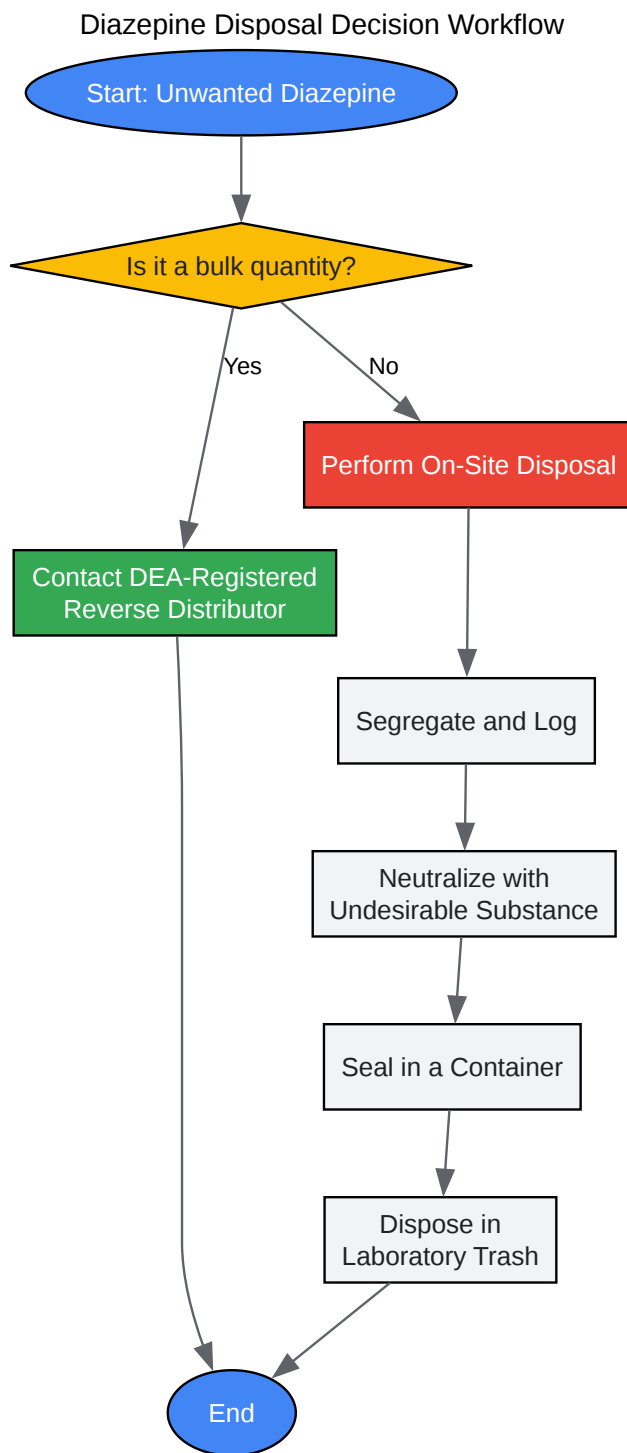 Diazepine Disposal Decision Workflow
Start: Unwanted Diazepine
Is it a bulk quantity?
Yes
No
Perform On-Site Disposal
Contact DEA-Registered
Reverse Distributor
Segregate and Log
Neutralize with
Undesirable Substance
Seal in a Container
Dispose in
Laboratory Trash
End